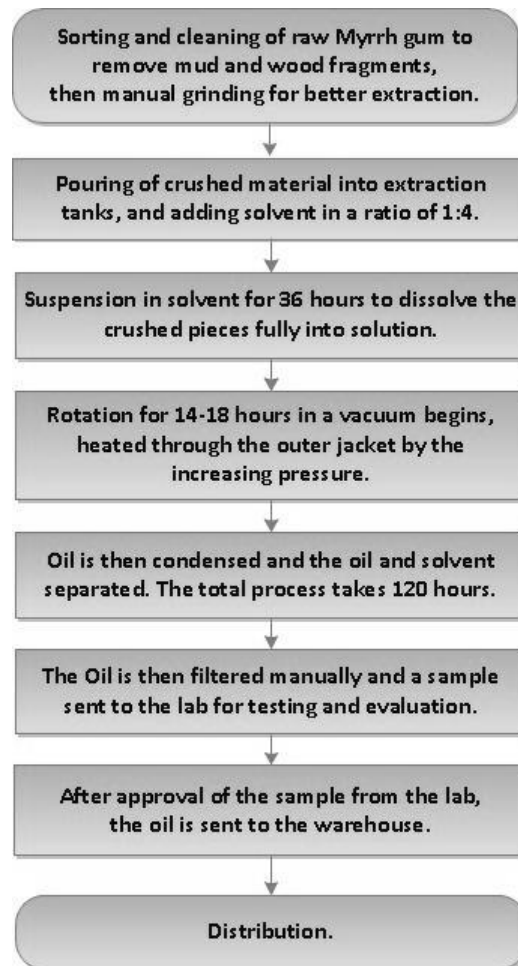 Sorting and cleaning of raw Myrrh gum to
remove mud and wood fragments,
then manual grinding for better extraction.
Pouring of crushed material into extraction
tanks, and adding solvent in a ratio of 1:4.
Suspension in solvent for 36 hours to dissolve the
crushed pieces fully into solution.
Rotation for 14-18 hours in a vacuum begins,
heated through the outer jacket by the
increasing pressure.
Oil is then condensed and the oil and solvent
separated. The total process takes 120 hours.
The Oil is then filtered manually and a sample
sent to the lab for testing and evaluation.
After approval of the sample from the lab,
the oil is sent to the warehouse.
Distribution.